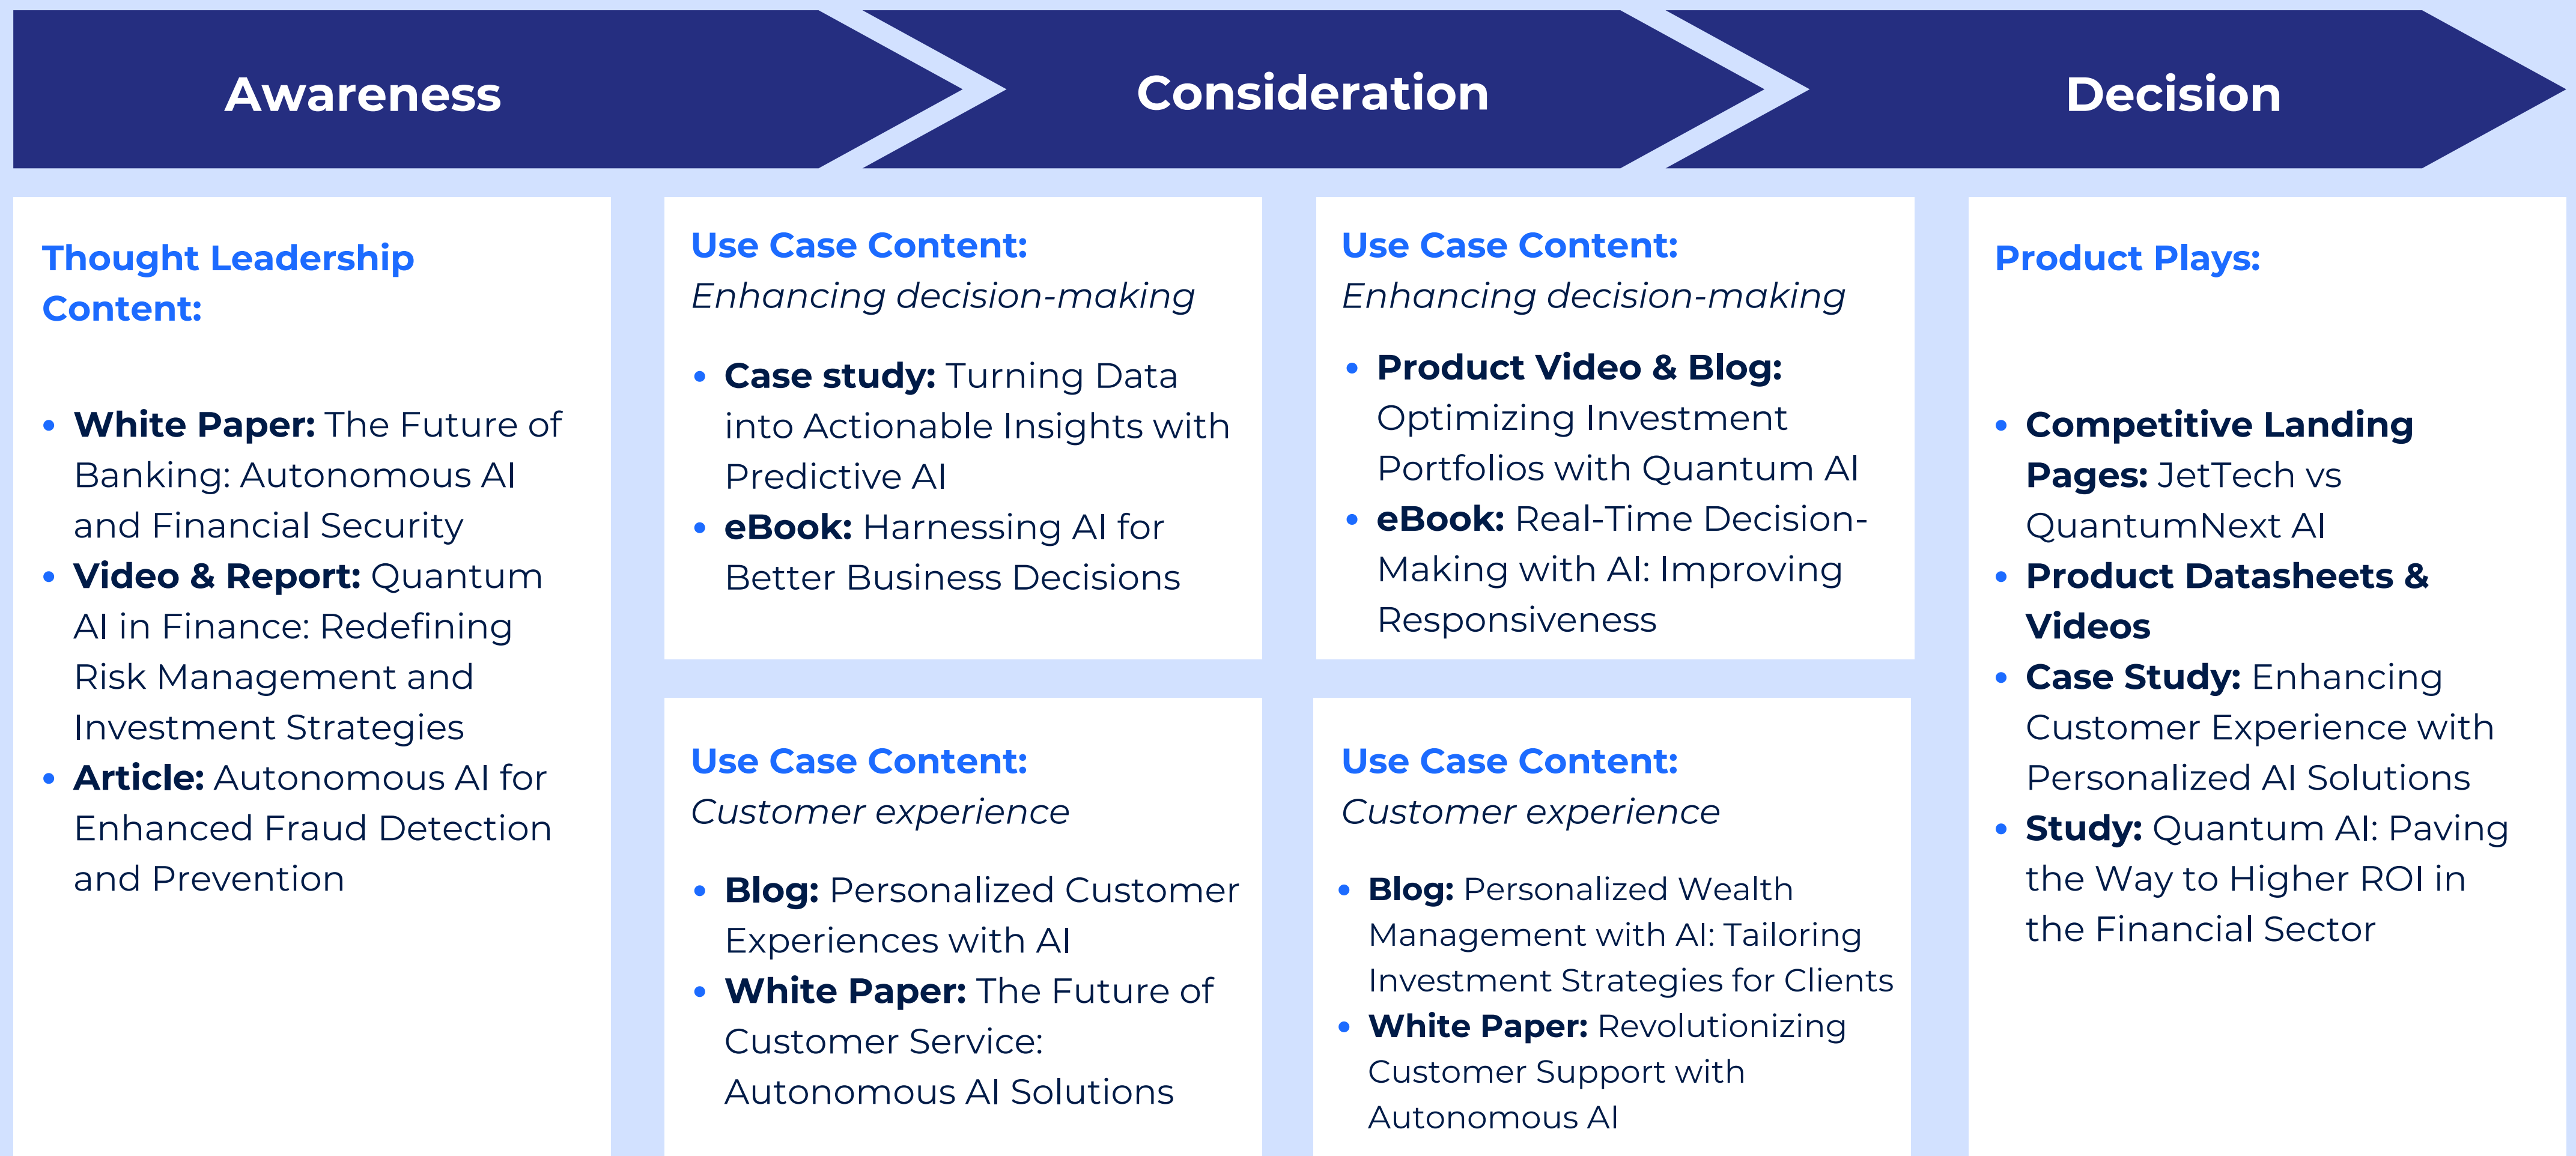 Awareness
Consideration
Decision
Thought Leadership
Content:
• White Paper: The Future of
Banking: Autonomous AI
and Financial Security
• Video & Report: Quantum
AI in Finance: Redefining
Risk Management and
Investment Strategies
• Article: Autonomous AI for
Enhanced Fraud Detection
and Prevention
Use Case Content:
Enhancing decision-making
• Case study: Turning Data
into Actionable Insights with
Predictive AI
• eBook: Harnessing AI for
Better Business Decisions
Use Case Content:
Customer experience
• Blog: Personalized Customer
Experiences with AI
• White Paper: The Future of
Customer Service:
Autonomous AI Solutions
Use Case Content:
Enhancing decision-making
• Product Video & Blog:
Optimizing Investment
Portfolios with Quantum AI
• eBook: Real-Time Decision-
Making with AI: Improving
Responsiveness
Use Case Content:
Customer experience
• Blog: Personalized Wealth
Management with AI: Tailoring
Investment Strategies for Clients
• White Paper: Revolutionizing
Customer Support with
Autonomous AI
Product Plays:
• Competitive Landing
Pages: JetTech vs
QuantumNext AI
• Product Datasheets &
Videos
• Case Study: Enhancing
Customer Experience with
Personalized AI Solutions
• Study: Quantum AI: Paving
the Way to Higher ROI in
the Financial Sector